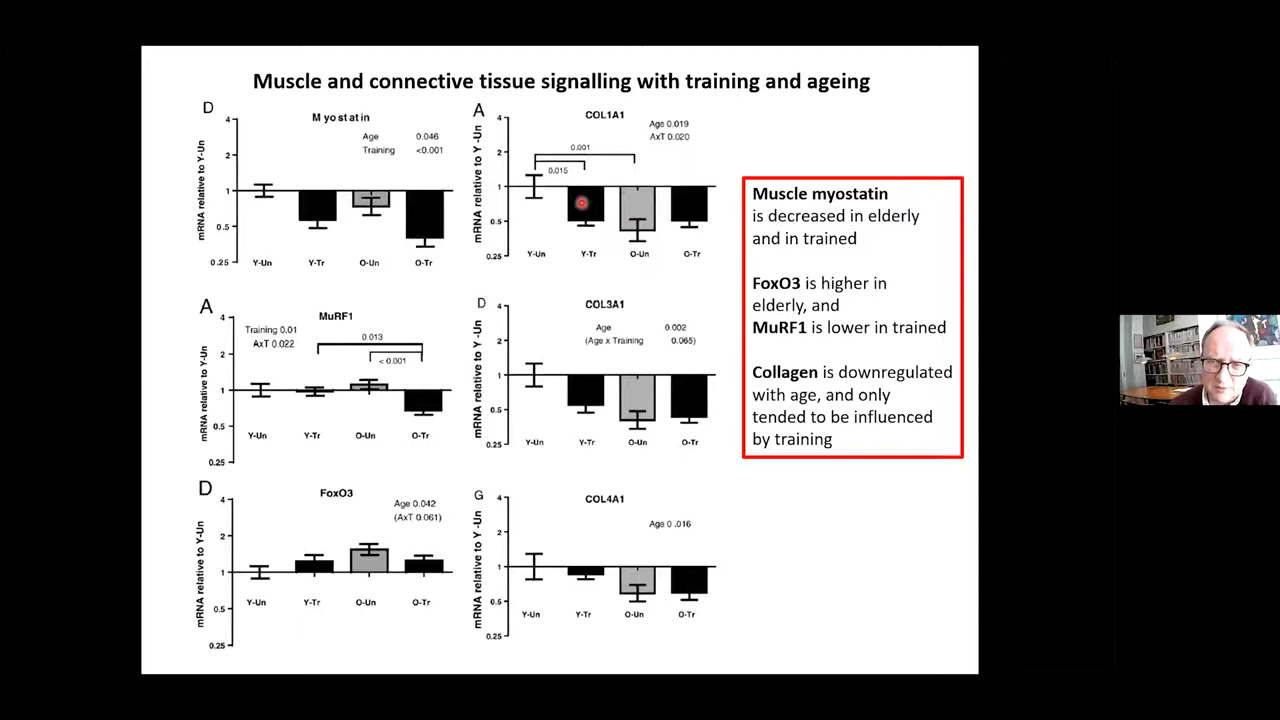 Muscle and connective tissue signalling with training and ageing
D
Myostatin
Age 0.046
Training <0.001
mRNA relative to Y-Un
4
2
1
0.5
0.25
Y-Un Y-Tr O-Un O-Tr
A
COL1A1
Age 0.019
AxT 0.020
0.001
0.015
mRNA relative to Y -Un
4
2
1
0.5
0.25
Y-Un Y-Tr O-Un O-Tr
A
MuRF1
Training 0.01
AxT 0.022
0.013
< 0.001
mRNA relative to Y-Un
4
2
1
0.5
0.25
Y-Un Y-Tr O-Un O-Tr
D
COL3A1
Age 0.002
(Age x Training 0.065)
mRNA relative to Y -Un
4
2
1
0.5
0.25
Y-Un Y-Tr O-Un O-Tr
D
FoxO3
Age 0.042
(AxT 0.061)
mRNA relative to Y-Un
4
2
1
0.5
0.25
Y-Un Y-Tr O-Un O-Tr
G
COL4A1
Age 0.016
mRNA relative to Y -Un
4
2
1
0.5
0.25
Y-Un Y-Tr O-Un O-Tr
Muscle myostatin
is decreased in elderly
and in trained
FoxO3 is higher in
elderly, and
MuRF1 is lower in trained
Collagen is downregulated
with age, and only
tended to be influenced
by training